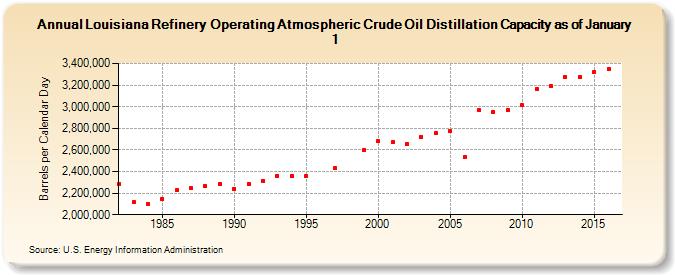 Annual Louisiana Refinery Operating Atmospheric Crude Oil Distillation Capacity as of January
1
Barrels per Calendar Day
3,400,000
3,200,000
3,000,000
2,800,000
2,600,000
2,400,000
2,200,000
2,000,000
1985 1990 1995 2000 2005 2010 2015
Source: U.S. Energy Information Administration